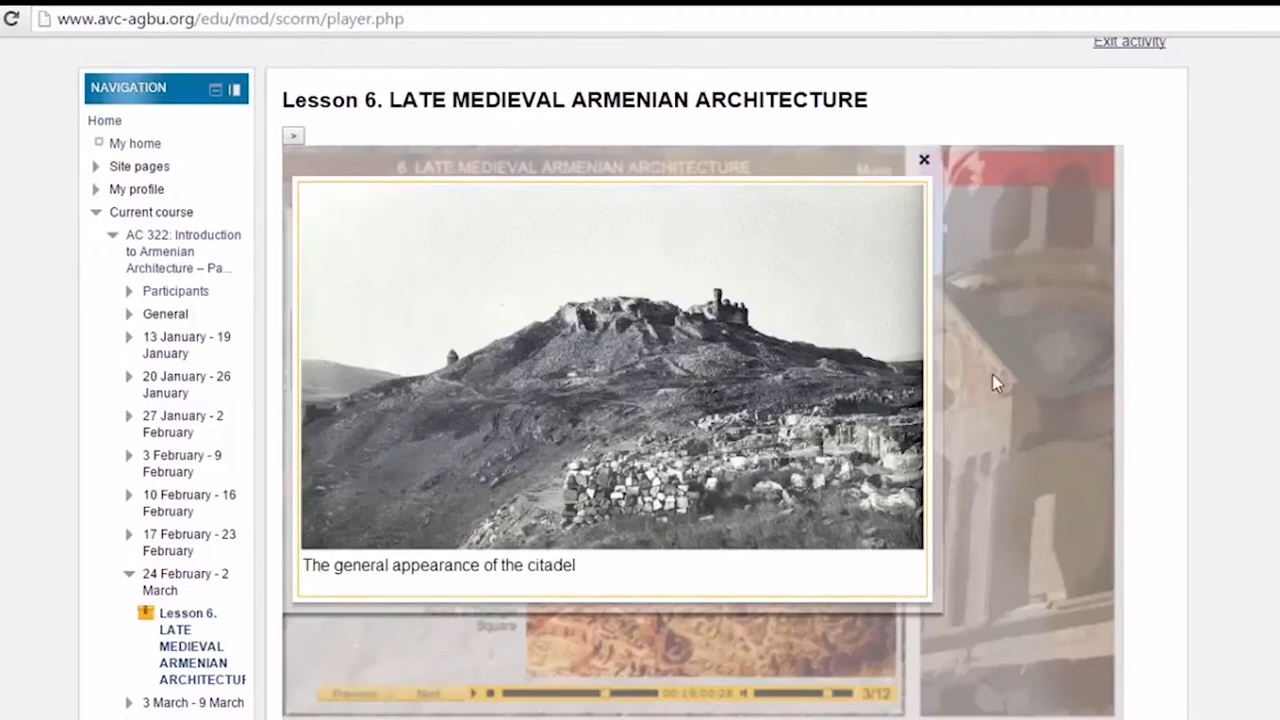 www.avc-agbu.org/edu/mod/scorm/player.php
Exit activity
NAVIGATION
Home
My home
Site pages
My profile
Current course
AC 322: Introduction
to Armenian
Architecture – Pa...
Participants
General
13 January - 19
January
20 January - 26
January
27 January - 2
February
3 February - 9
February
10 February - 16
February
17 February - 23
February
24 February - 2
March
Lesson 6.
LATE
MEDIEVAL
ARMENIAN
ARCHITECTUR
3 March - 9 March
Lesson 6. LATE MEDIEVAL ARMENIAN ARCHITECTURE
>
6. LATE MEDIEVAL ARMENIAN ARCHITECTURE
The general appearance of the citadel
Square
Previous
Next
3/12